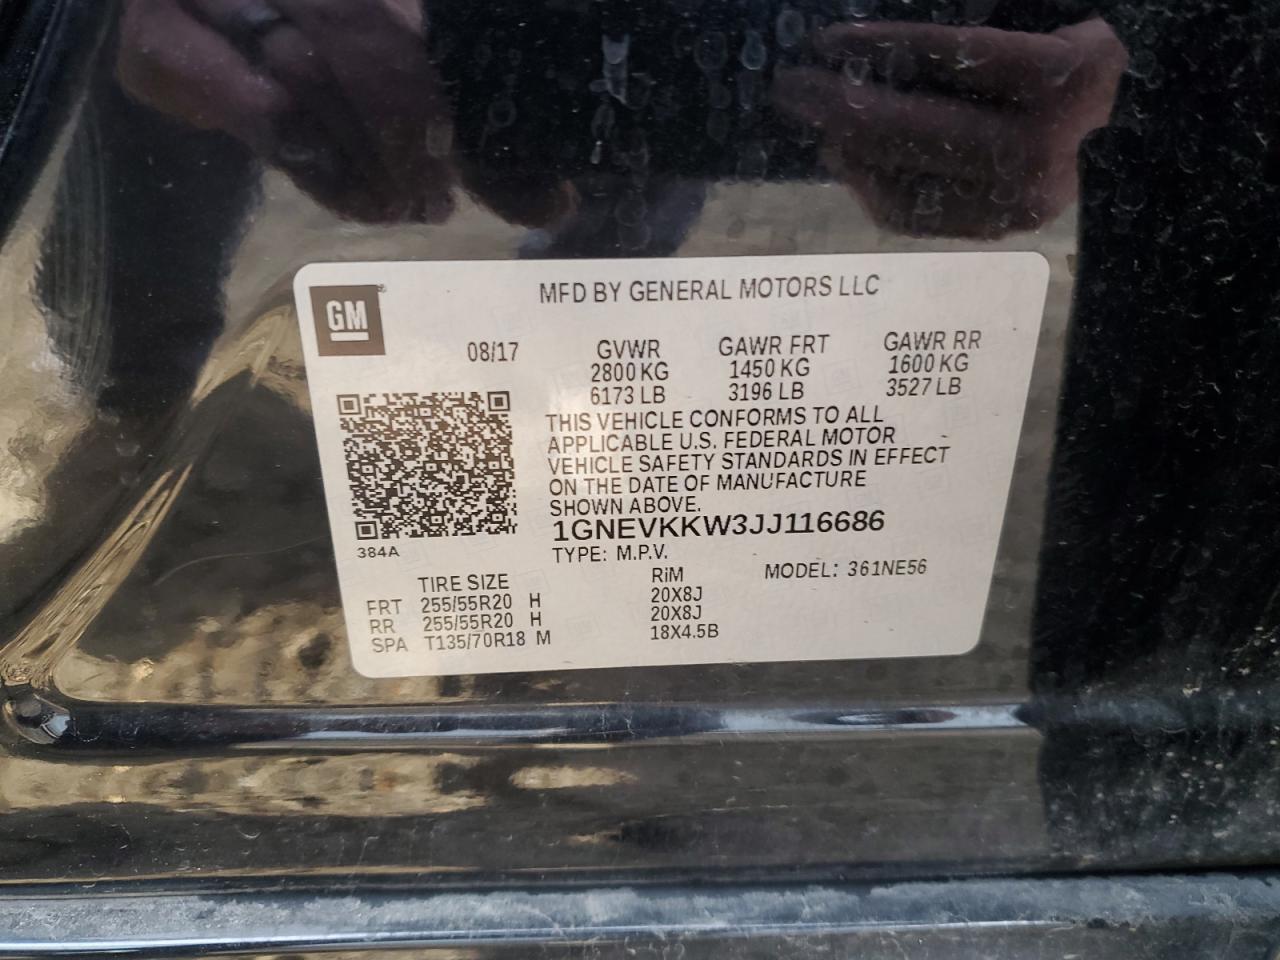 MFD BY GENERAL MOTORS LLC
GM®
08/17
GVWR GAWR FRT GAWR RR
2800 KG 1450 KG 1600 KG
6173 LB 3196 LB 3527 LB
THIS VEHICLE CONFORMS TO ALL
APPLICABLE U.S. FEDERAL MOTOR
VEHICLE SAFETY STANDARDS IN EFFECT
ON THE DATE OF MANUFACTURE
SHOWN ABOVE.
1GNEVKKW3JJ116686
384A
TYPE: M.P.V.
MODEL: 361NE56
TIRE SIZE RiM
FRT 255/55R20 H 20X8J
RR 255/55R20 H 20X8J
SPA T135/70R18 M 18X4.5B